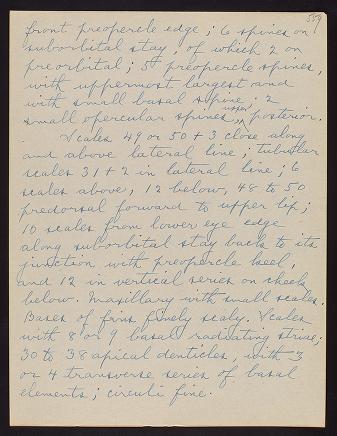 559
front preopercle edge; 6 spines on
suborbital stay, of which 2 on
preorbital; 5 preopercle spines,
with uppermost largest and
with small basal spine; 2
small opercular spines, upper posterior.
Scales 49 or 50 + 3 close along
and above lateral line; tubular
scales 31 + 2 in lateral line; 6
scales above, 12 below, 48 to 50
predorsal forward to upper lip;
10 scales from lower eye edge
along suborbital stay back to its
junction with preopercle keel,
and 12 in vertical series on cheek
below. Maxillary with small scales.
Bases of fins finely scaly. Scales
with 8 or 9 basal radiating striae;
30 to 38 apical denticles, with 3
or 4 transverse series of basal
elements; circuli fine.